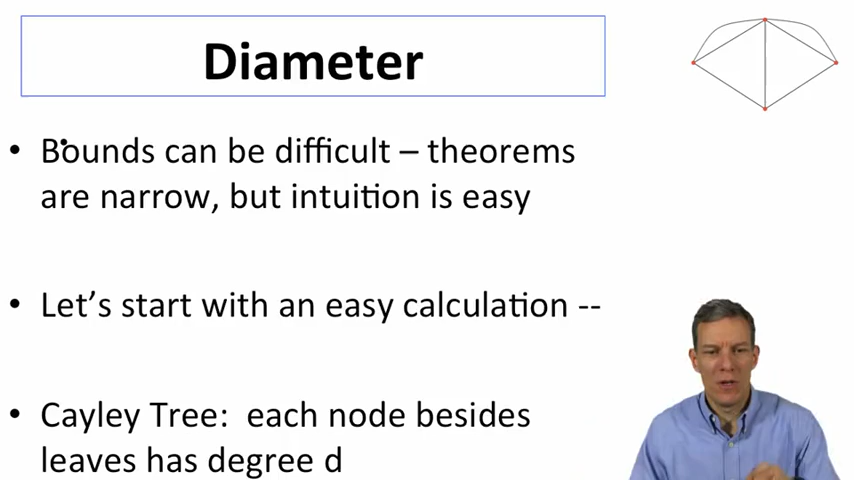 Diameter
• Bounds can be difficult – theorems
are narrow, but intuition is easy
• Let's start with an easy calculation --
• Cayley Tree: each node besides
leaves has degree d